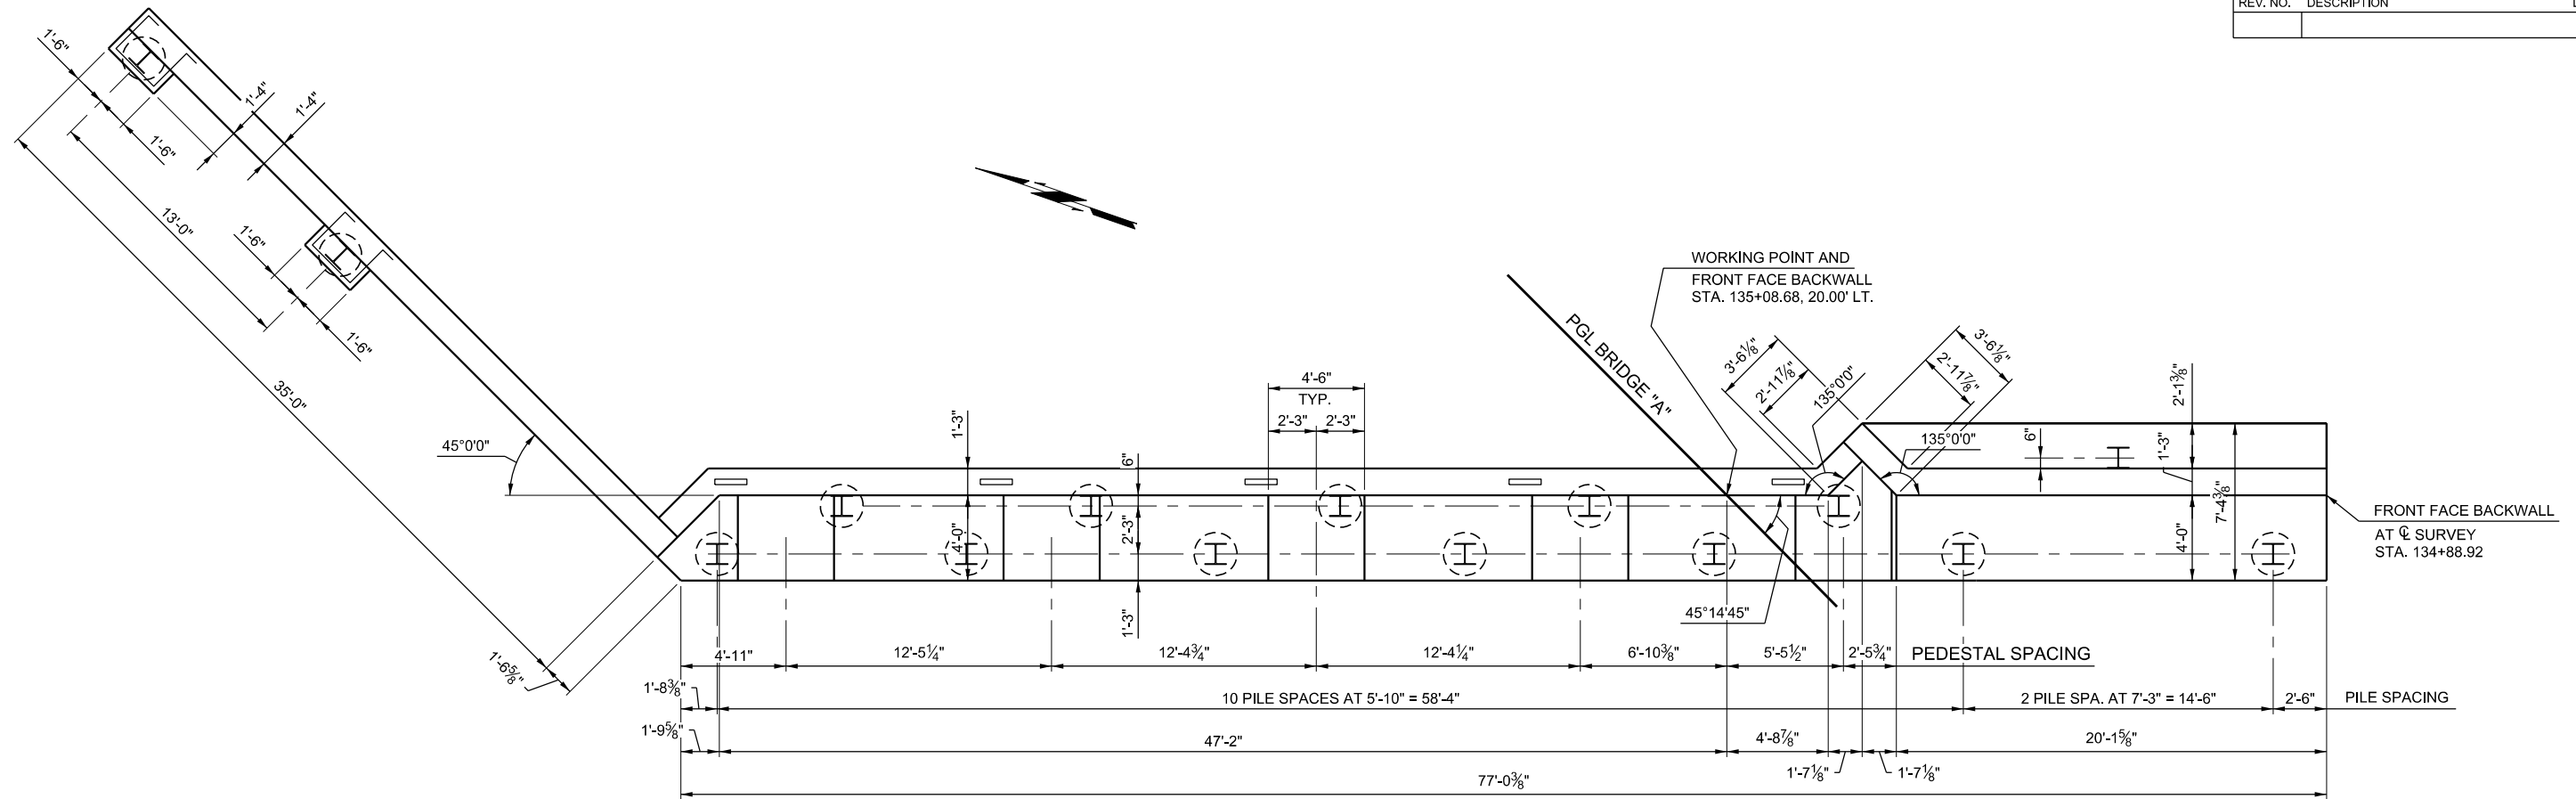 REV. NO. DESCRIPTION
1'-6"
1'-6"
1'-4"
1'-4"
13'-0"
1'-6"
1'-6"
35'-0"
45°0'0"
1'-6⅝"
WORKING POINT AND
FRONT FACE BACKWALL
STA. 135+08.68, 20.00' LT.
PGL BRIDGE "A"
4'-6"
TYP.
2'-3" 2'-3"
1'-3"
6"
4'-0"
2'-3"
1'-3"
3'-6⅛"
2'-11⅞"
135°0'0"
3'-6⅛"
2'-11⅞"
135°0'0"
6"
2'-1⅜"
1'-3"
7'-4⅜"
4'-0"
FRONT FACE BACKWALL
AT ℄ SURVEY
STA. 134+88.92
45°14'45"
4'-11" 12'-5¼" 12'-4¾" 12'-4¼" 6'-10⅜" 5'-5½" 2'-5¾" PEDESTAL SPACING
1'-8⅜" 10 PILE SPACES AT 5'-10" = 58'-4" 2 PILE SPA. AT 7'-3" = 14'-6" 2'-6" PILE SPACING
1'-9⅝" 47'-2" 4'-8⅞" 1'-7⅛" 1'-7⅛" 20'-1⅝"
77'-0⅜"